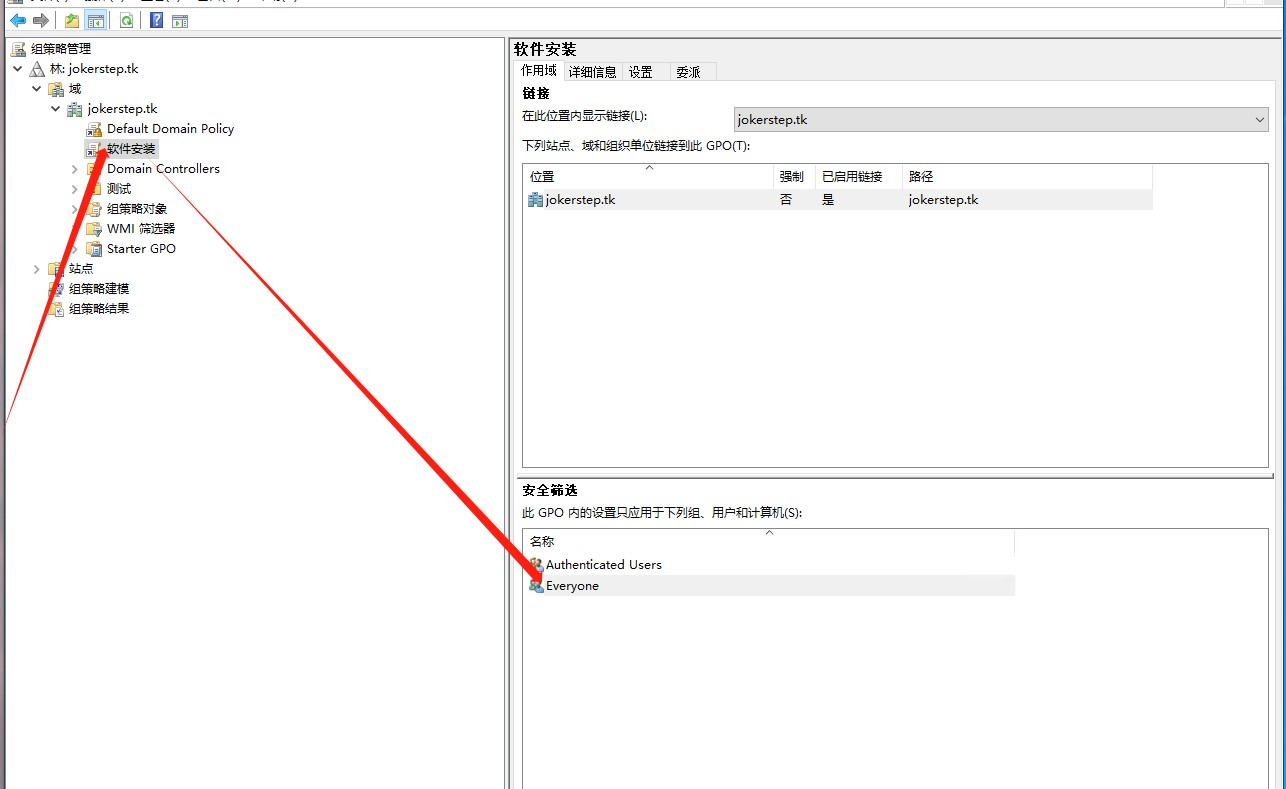 组策略管理
林: jokerstep.tk
域
jokerstep.tk
Default Domain Policy
软件安装
Domain Controllers
测试
组策略对象
WMI 筛选器
Starter GPO
站点
组策略建模
组策略结果
软件安装
作用域 详细信息 设置 委派
链接
在此位置内显示链接(L): jokerstep.tk
下列站点、域和组织单位链接到此 GPO(T):
位置 强制 已启用链接 路径
jokerstep.tk 否 是 jokerstep.tk
安全筛选
此 GPO 内的设置只应用于下列组、用户和计算机(S):
名称
Authenticated Users
Everyone